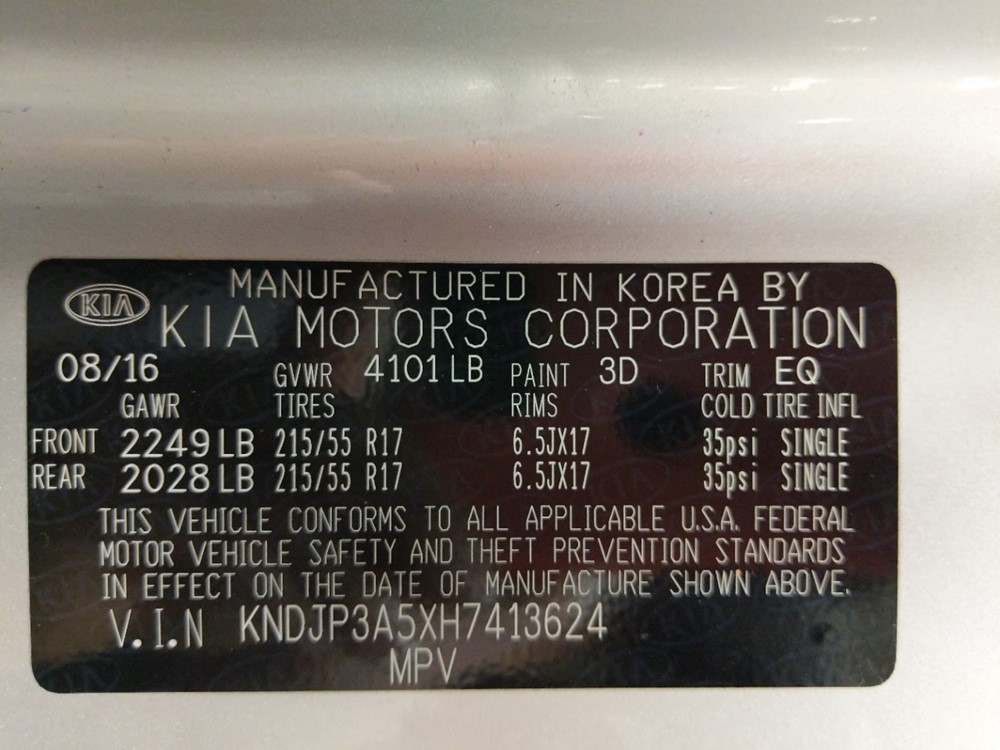 KIA MANUFACTURED IN KOREA BY
KIA MOTORS CORPORATION
08/16 GVWR 4101 LB PAINT 3D TRIM EQ
GAWR TIRES RIMS COLD TIRE INFL
FRONT 2249 LB 215/55 R17 6.5JX17 35psi SINGLE
REAR 2028 LB 215/55 R17 6.5JX17 35psi SINGLE
THIS VEHICLE CONFORMS TO ALL APPLICABLE U.S.A. FEDERAL
MOTOR VEHICLE SAFETY AND THEFT PREVENTION STANDARDS
IN EFFECT ON THE DATE OF MANUFACTURE SHOWN ABOVE.
V.I.N KNDJP3A5XH7413624
MPV